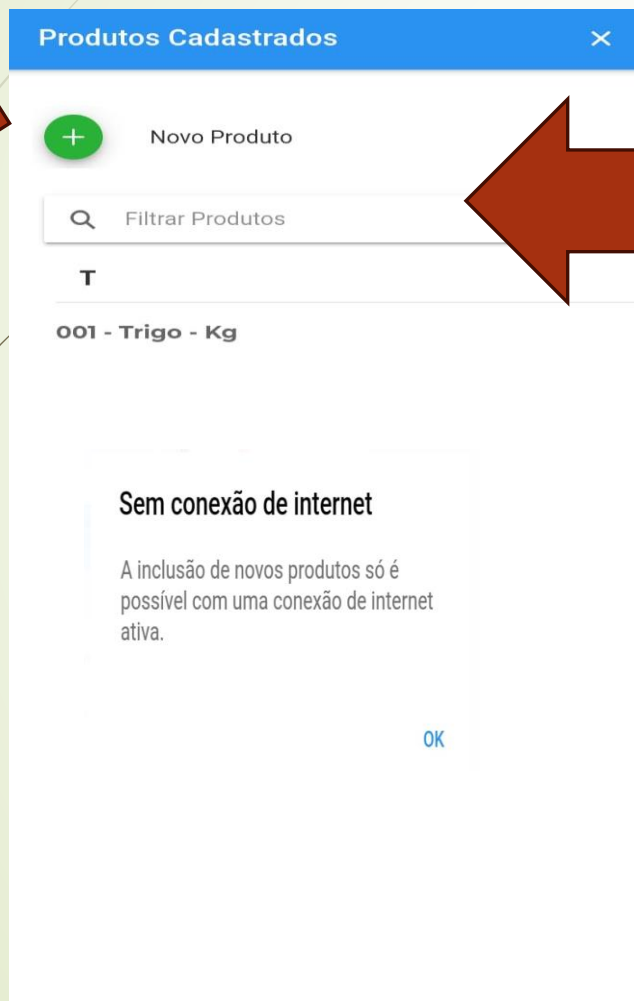 Produtos Cadastrados
Novo Produto
Filtrar Produtos
T
001 - Trigo - Kg
Sem conexão de internet
A inclusão de novos produtos só é
possível com uma conexão de internet
ativa.
OK